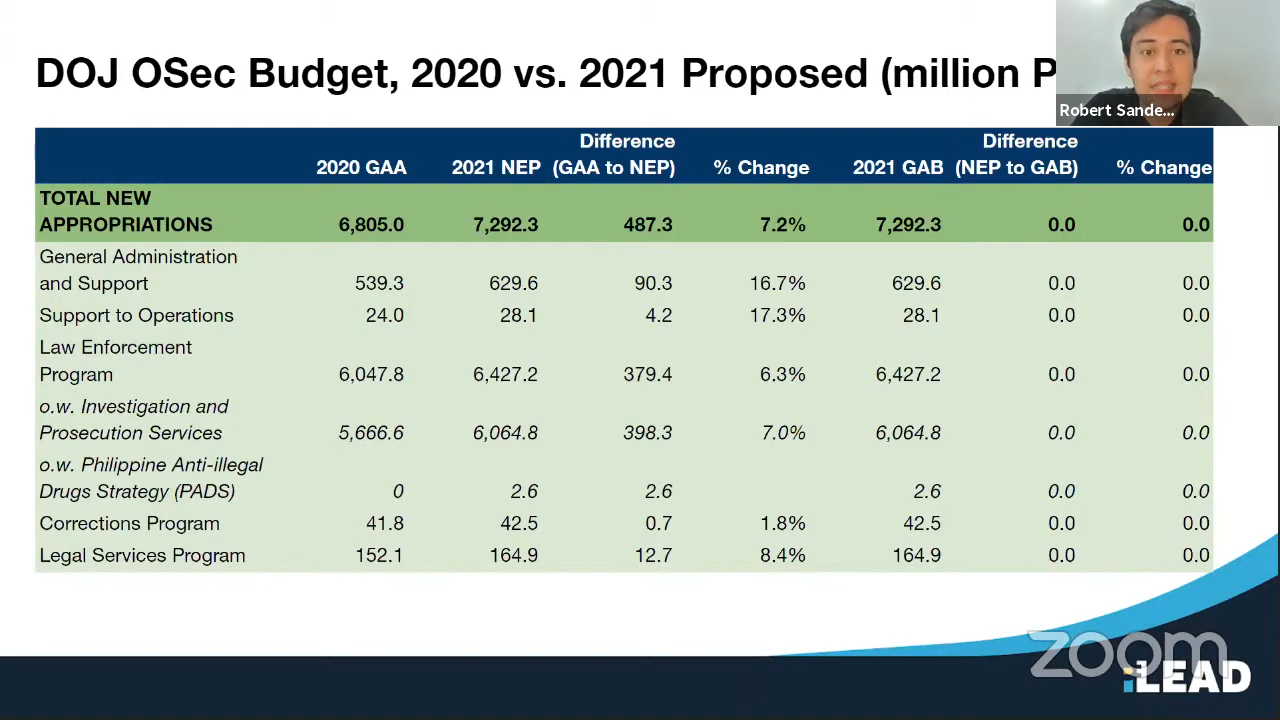 DOJ OSec Budget, 2020 vs. 2021 Proposed (million P
Robert Sande...
Difference Difference
2020 GAA 2021 NEP (GAA to NEP) % Change 2021 GAB (NEP to GAB) % Change
TOTAL NEW
APPROPRIATIONS 6,805.0 7,292.3 487.3 7.2% 7,292.3 0.0 0.0
General Administration
and Support 539.3 629.6 90.3 16.7% 629.6 0.0 0.0
Support to Operations 24.0 28.1 4.2 17.3% 28.1 0.0 0.0
Law Enforcement
Program 6,047.8 6,427.2 379.4 6.3% 6,427.2 0.0 0.0
o.w. Investigation and
Prosecution Services 5,666.6 6,064.8 398.3 7.0% 6,064.8 0.0 0.0
o.w. Philippine Anti-illegal
Drugs Strategy (PADS) 0 2.6 2.6 2.6 0.0 0.0
Corrections Program 41.8 42.5 0.7 1.8% 42.5 0.0 0.0
Legal Services Program 152.1 164.9 12.7 8.4% 164.9 0.0 0.0
zoom
iLEAD